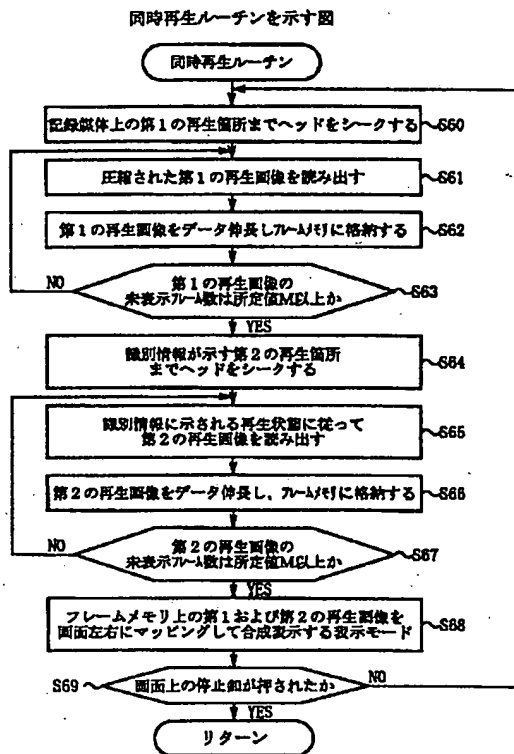 同時再生ルーチンを示す図
同時再生ルーチン
記録媒体上の第1の再生箇所までヘッドをシークする
S60
圧縮された第1の再生画像を読み出す
S61
第1の再生画像をデータ伸長しフレームメモリに格納する
S62
第1の再生画像の
未表示フレーム数は所定値M以上か
S63
NO
YES
識別情報が示す第2の再生箇所
までヘッドをシークする
S64
識別情報に示される再生状態に従って
第2の再生画像を読み出す
S65
第2の再生画像をデータ伸長し、フレームメモリに格納する
S66
第2の再生画像の
未表示フレーム数は所定値M以上か
S67
NO
YES
フレームメモリ上の第1および第2の再生画像を
画面左右にマッピングして合成表示する表示モード
S68
S69
画面上の停止釦が押されたか
NO
YES
リターン